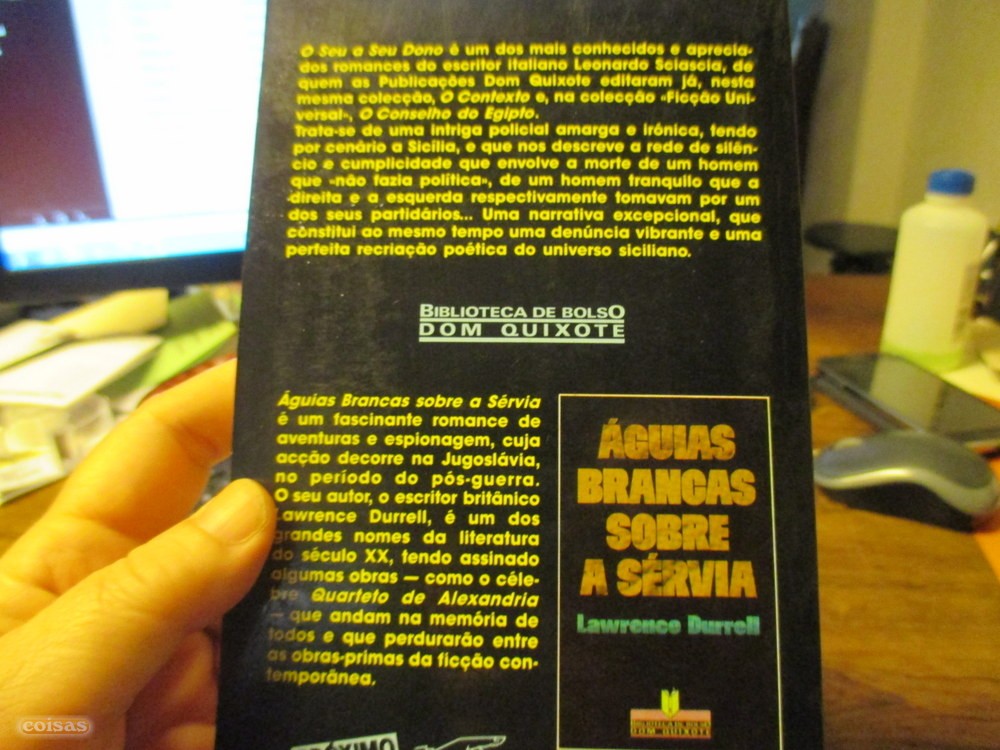 O Seu a Seu Dono é um dos mais conhecidos e aprecia-
dos romances do escritor italiano Leonardo Sciascia, de
quem as Publicações Dom Quixote editaram já, nesta
mesma colecção, O Contexto e, na colecção «Ficção Uni-
versal», O Conselho do Egipto.
Trata-se de uma intriga policial amarga e irónica, tendo
por cenário a Sicília, e que nos descreve a rede de silên-
cio e cumplicidade que envolve a morte de um homem
que «não fazia política», de um homem tranquilo que a
direita e a esquerda respectivamente tomavam por um
dos seus partidários... Uma narrativa excepcional, que
constitui ao mesmo tempo uma denúncia vibrante e uma
perfeita recriação poética do universo siciliano.
BIBLIOTECA DE BOLSO
DOM QUIXOTE
Águias Brancas sobre a Sérvia
é um fascinante romance de
aventuras e espionagem, cuja
acção decorre na Jugoslávia,
no período do pós-guerra.
O seu autor, o escritor britânico
Lawrence Durrell, é um dos
grandes nomes da literatura
do século XX, tendo assinado
algumas obras — como o céle-
bre Quarteto de Alexandria
— que andam na memória de
todos e que perdurarão entre
as obras-primas da ficção con-
temporânea.
ÁGUIAS
BRANCAS
SOBRE
A SÉRVIA
Lawrence Durrell
BIBLIOTECA DE BOLSO
DOM QUIXOTE
PRÓXIMO
coisas